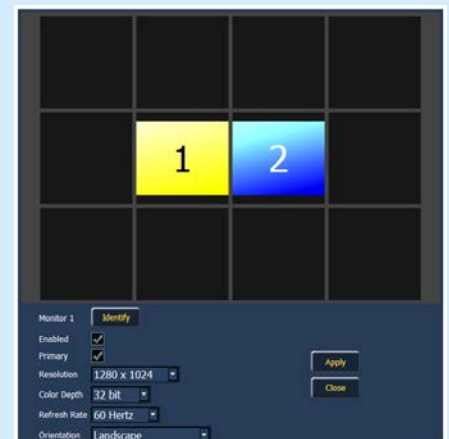 1 2
Monitor 1 Identify
Enabled
Primary
Apply
Resolution 1280 x 1024
Close
Color Depth 32 bit
Refresh Rate 60 Hertz
Orientation Landscape